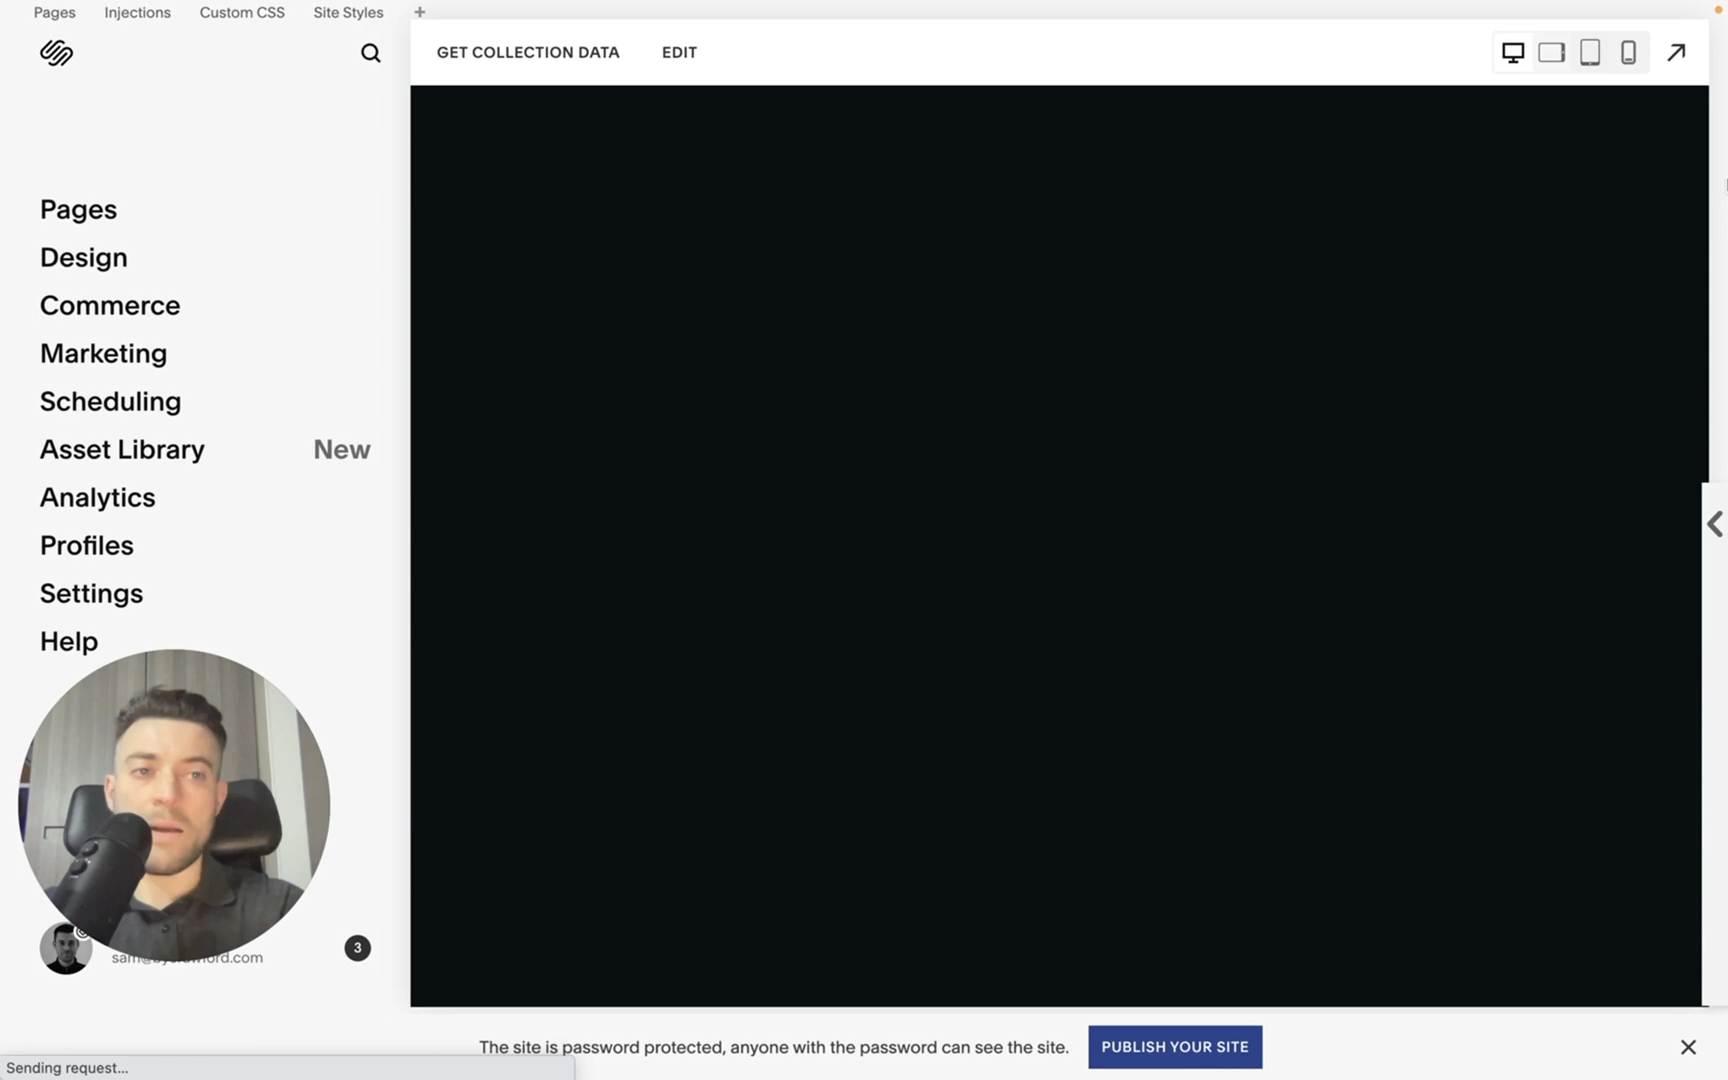 Pages Injections Custom CSS Site Styles +
GET COLLECTION DATA EDIT
Pages
Design
Commerce
Marketing
Scheduling
Asset Library New
Analytics
Profiles
Settings
Help
3
The site is password protected, anyone with the password can see the site. PUBLISH YOUR SITE
Sending request...